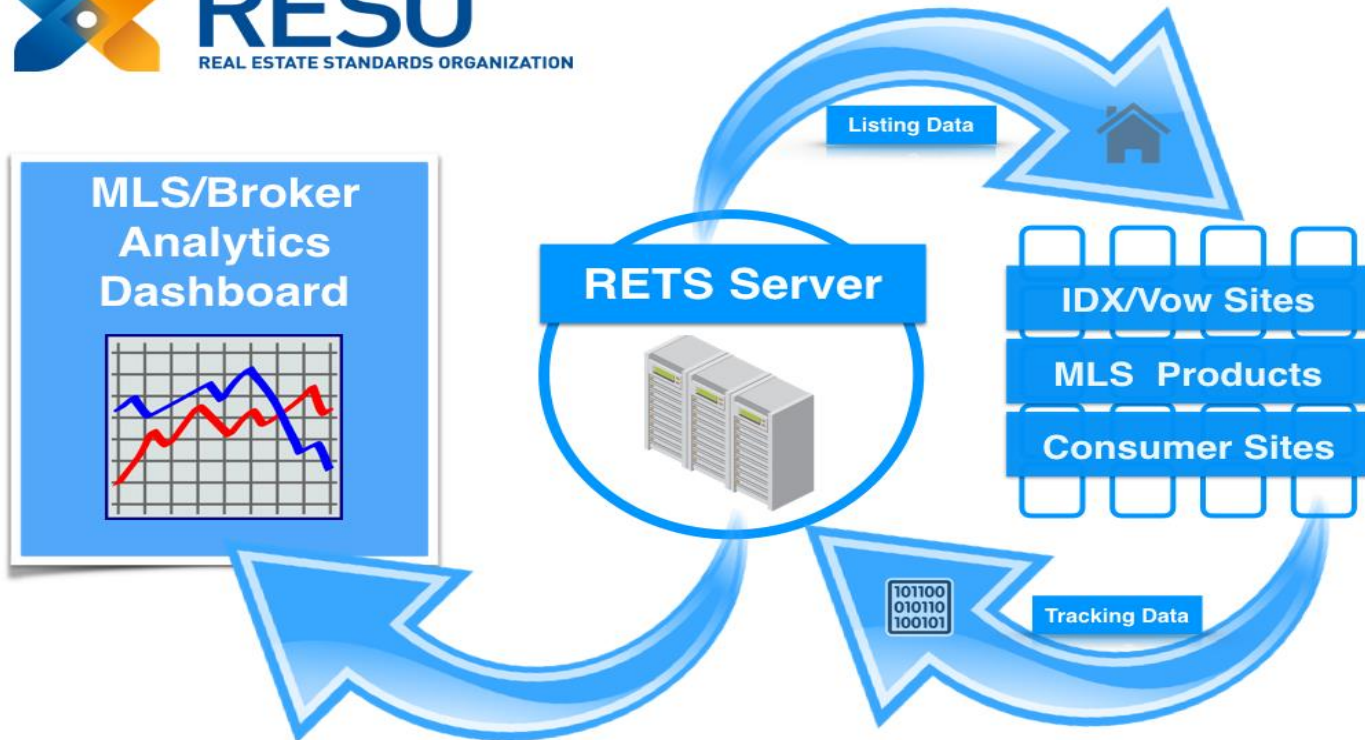 RESO
REAL ESTATE STANDARDS ORGANIZATION
Listing Data
MLS/Broker
Analytics
Dashboard
RETS Server
IDX/Vow Sites
MLS Products
Consumer Sites
101100
010110
100101
Tracking Data